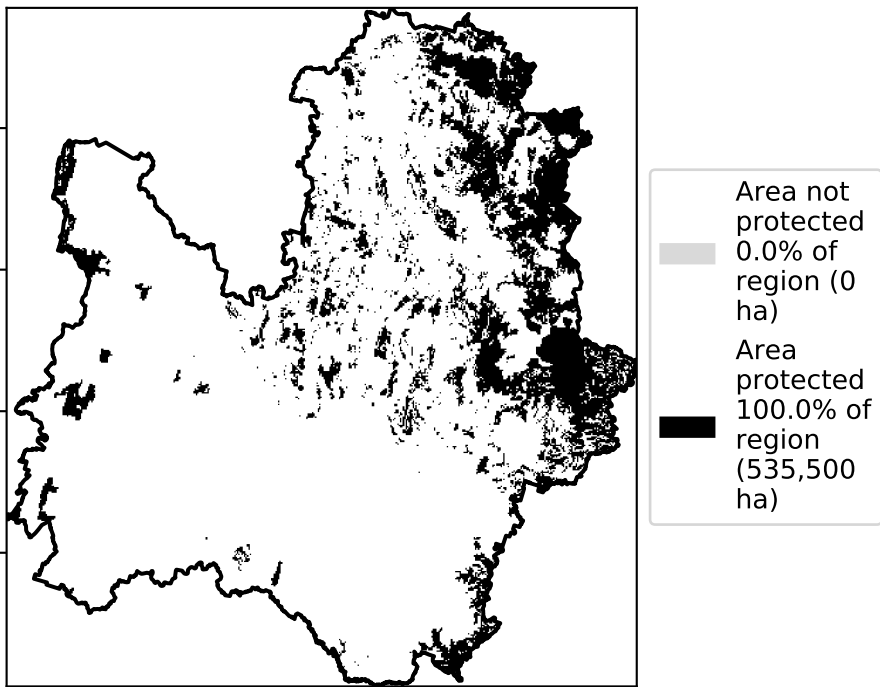 Area not
protected
0.0% of
region (0
ha)
Area
protected
100.0% of
region
(535,500
ha)